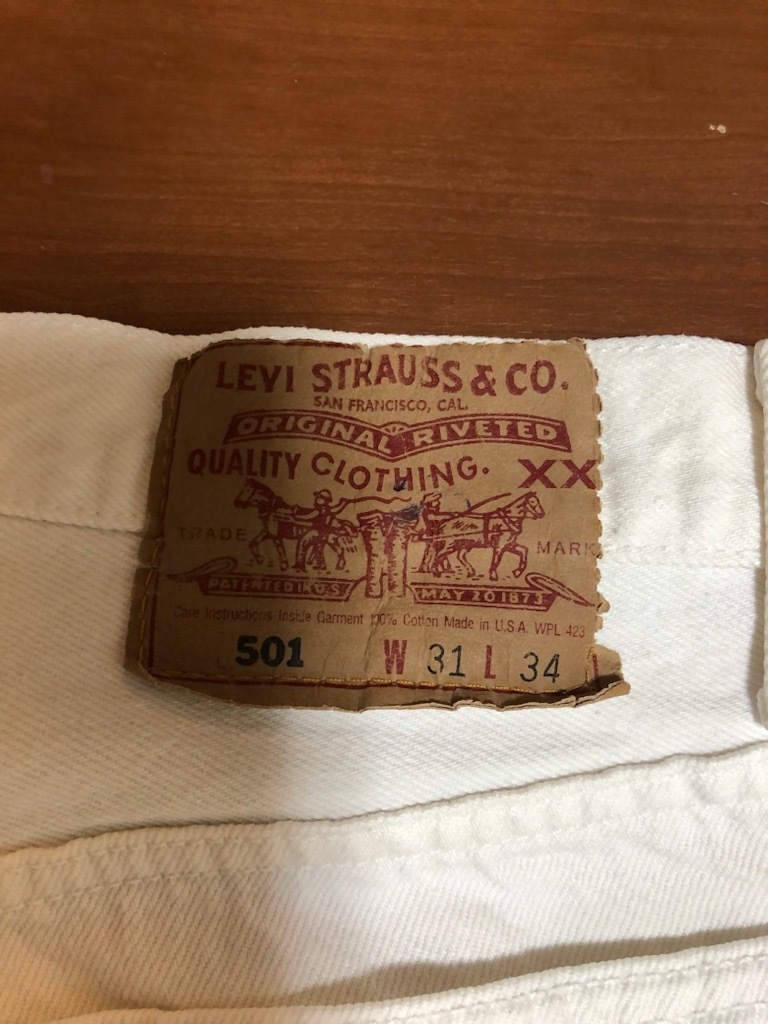 LEVI STRAUSS & CO.
SAN FRANCISCO, CAL.
ORIGINAL RIVETED
QUALITY CLOTHING. XX
TRADE MARK
PATENTED IN U.S. MAY 20 1873
Care Instructions Inside Garment 100% Cotton Made in U.S.A. WPL 423
501 W 31 L 34